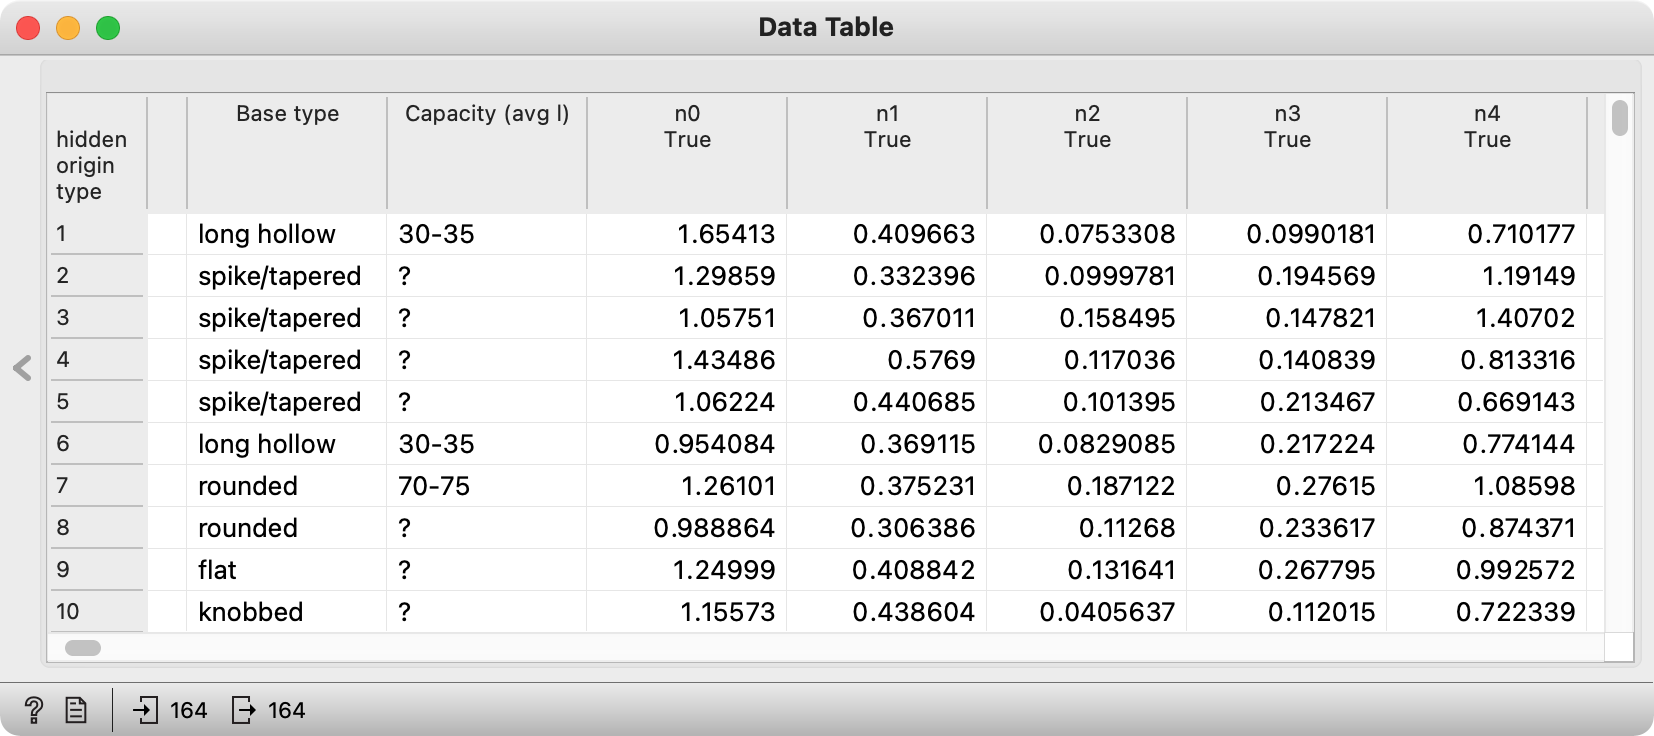 Data Table
hidden origin type Base type Capacity (avg l) n0 True n1 True n2 True n3 True n4 True
1 long hollow 30-35 1.65413 0.409663 0.0753308 0.0990181 0.710177
2 spike/tapered ? 1.29859 0.332396 0.0999781 0.194569 1.19149
3 spike/tapered ? 1.05751 0.367011 0.158495 0.147821 1.40702
4 spike/tapered ? 1.43486 0.5769 0.117036 0.140839 0.813316
5 spike/tapered ? 1.06224 0.440685 0.101395 0.213467 0.669143
6 long hollow 30-35 0.954084 0.369115 0.0829085 0.217224 0.774144
7 rounded 70-75 1.26101 0.375231 0.187122 0.27615 1.08598
8 rounded ? 0.988864 0.306386 0.11268 0.233617 0.874371
9 flat ? 1.24999 0.408842 0.131641 0.267795 0.992572
10 knobbed ? 1.15573 0.438604 0.0405637 0.112015 0.722339
? 164 164